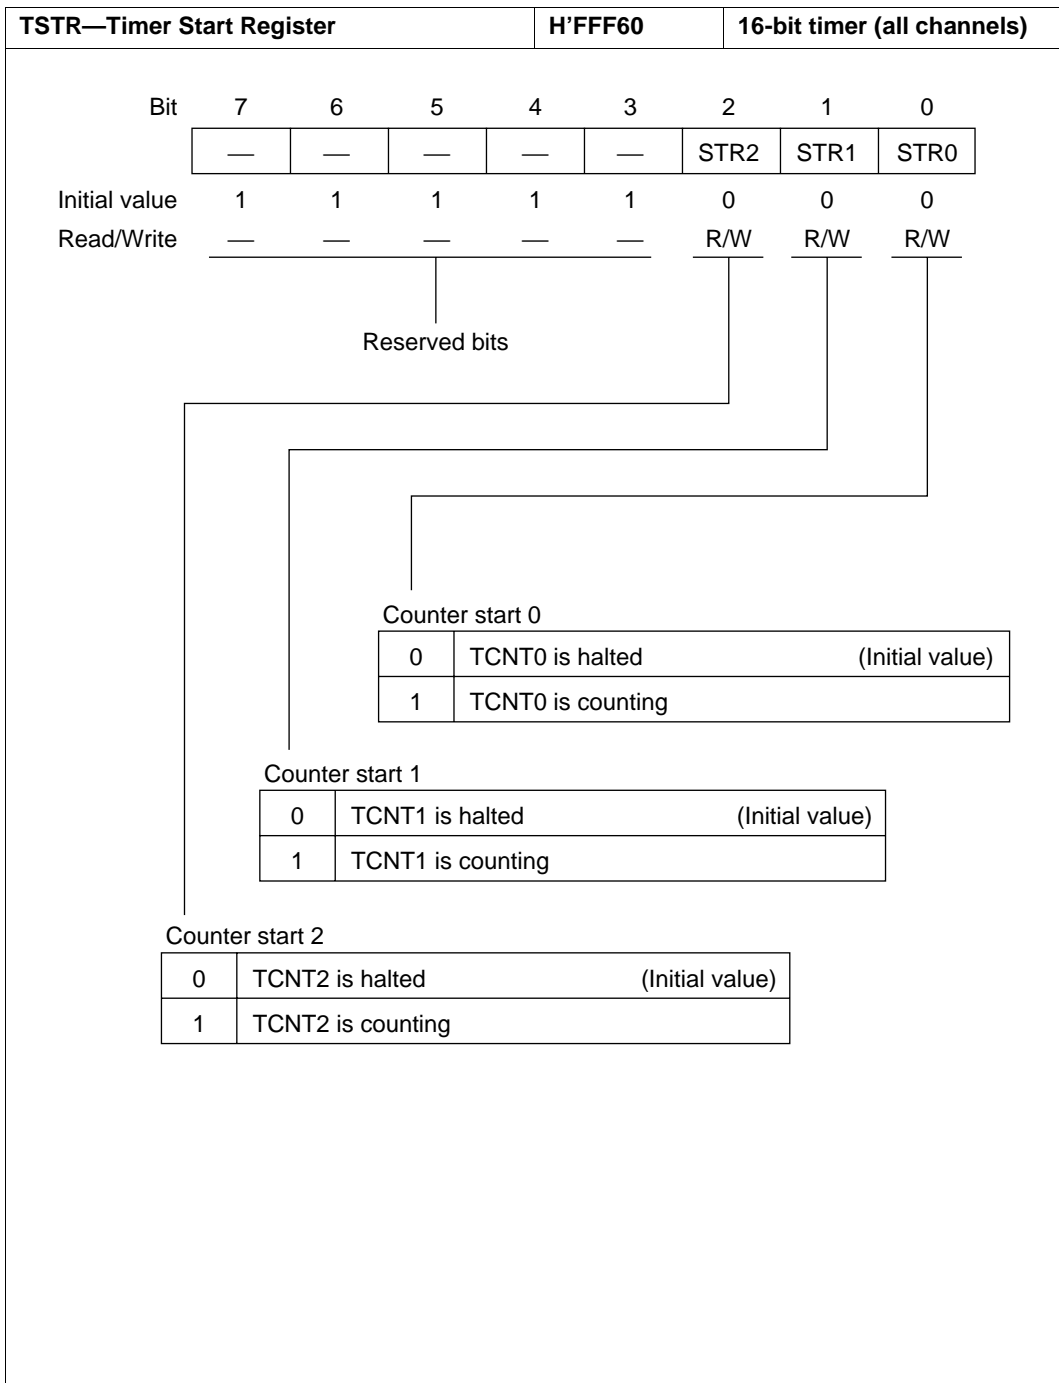 TSTR—Timer Start Register H'FFF60 16-bit timer (all channels)
Bit 7 6 5 4 3 2 1 0
— — — — — STR2 STR1 STR0
Initial value 1 1 1 1 1 0 0 0
Read/Write — — — — — R/W R/W R/W
Reserved bits
Counter start 0
0 TCNT0 is halted (Initial value)
1 TCNT0 is counting
Counter start 1
0 TCNT1 is halted (Initial value)
1 TCNT1 is counting
Counter start 2
0 TCNT2 is halted (Initial value)
1 TCNT2 is counting